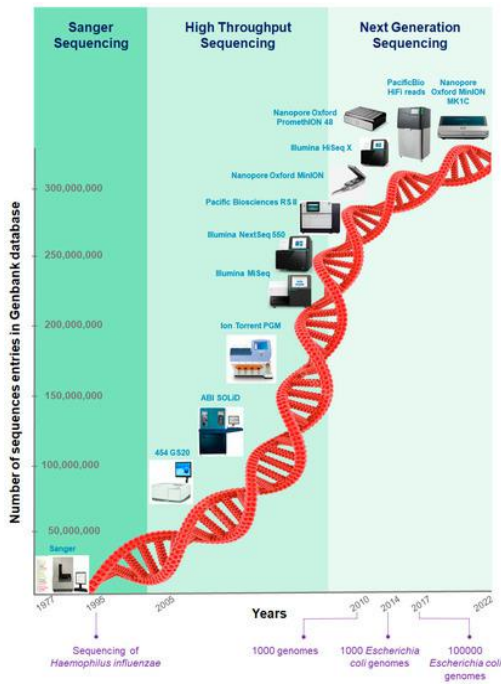 Sanger
Sequencing
High Throughput
Sequencing
Next Generation
Sequencing
PacificBio
HiFi reads
Nanopore
Oxford MinION
MK1C
Nanopore Oxford
PromethION 48
Illumina HiSeq X
Nanopore Oxford MinION
Pacific Biosciences RS II
Illumina NextSeq 550
Illumina MiSeq
Ion Torrent PGM
ABI SOLiD
454 GS20
Sanger
Number of sequences entries in Genbank database
300,000,000
250,000,000
200,000,000
150,000,000
100,000,000
50,000,000
1977
1995
2005
2010
2014
2017
2022
Years
Sequencing of
Haemophilus influenzae
1000 genomes
1000 Escherichia
coli genomes
100000
Escherichia coli
genomes